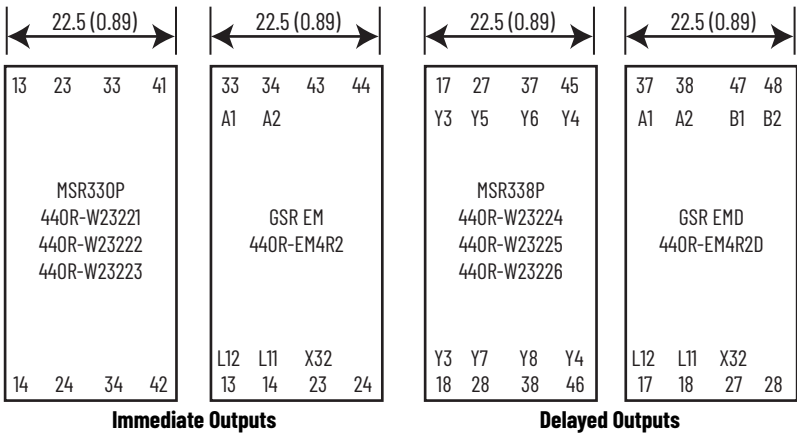 22.5 (0.89) 22.5 (0.89) 22.5 (0.89) 22.5 (0.89)
13 23 33 41
MSR330P
440R-W23221
440R-W23222
440R-W23223
14 24 34 42
33 34 43 44
A1 A2
GSR EM
440R-EM4R2
L12 L11 X32
13 14 23 24
17 27 37 45
Y3 Y5 Y6 Y4
MSR338P
440R-W23224
440R-W23225
440R-W23226
Y3 Y7 Y8 Y4
18 28 38 46
37 38 47 48
A1 A2 B1 B2
GSR EMD
440R-EM4R2D
L12 L11 X32
17 18 27 28
Immediate Outputs
Delayed Outputs